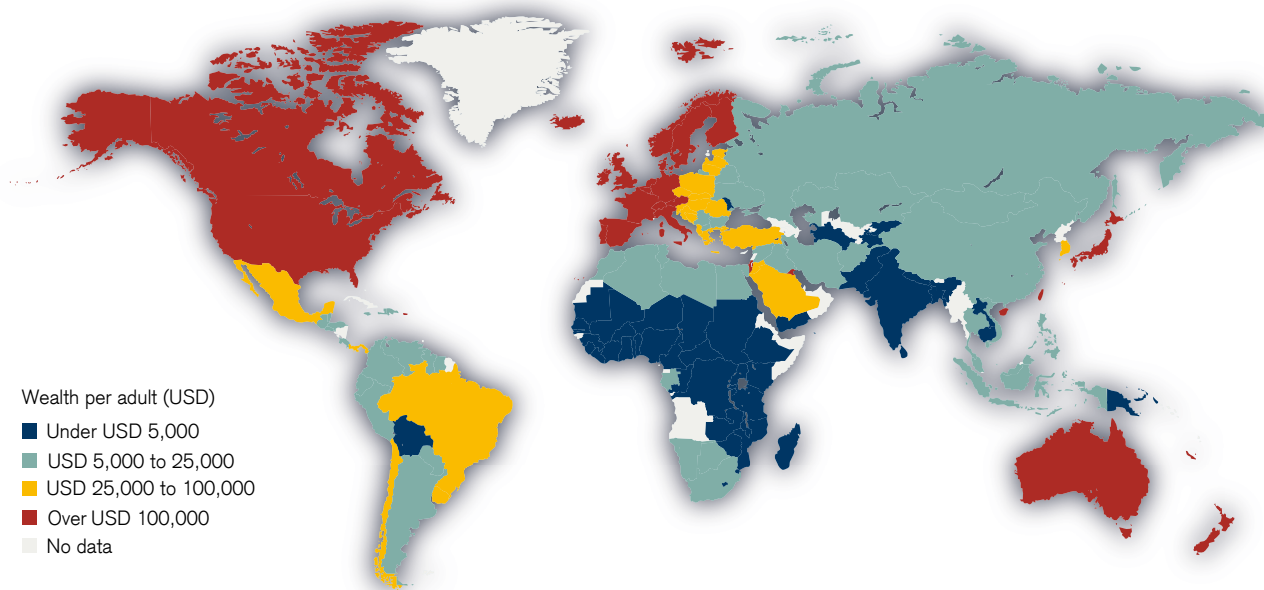 Wealth per adult (USD)
Under USD 5,000
USD 5,000 to 25,000
USD 25,000 to 100,000
Over USD 100,000
No data